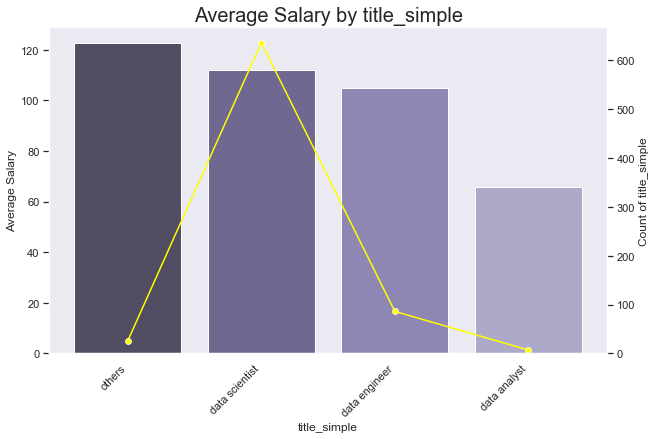 Average Salary by title_simple
120
100
80
60
40
20
0
Average Salary
600
500
400
300
200
100
0
Count of title_simple
others
data scientist
data engineer
data analyst
title_simple